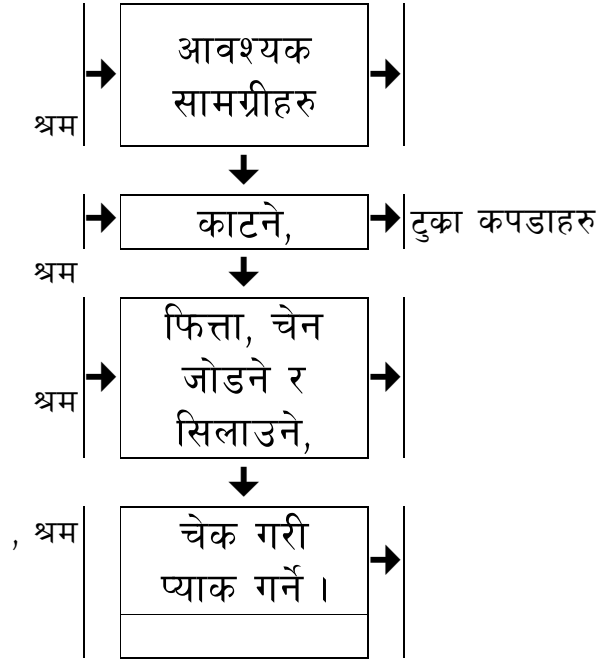 आवश्यक
सामग्रीहरु
श्रम
काटने,
टुक्रा कपडाहरु
श्रम
फित्ता, चेन
जोडने र
श्रम
सिलाउने,
, श्रम
चेक गरी
प्याक गर्ने ।